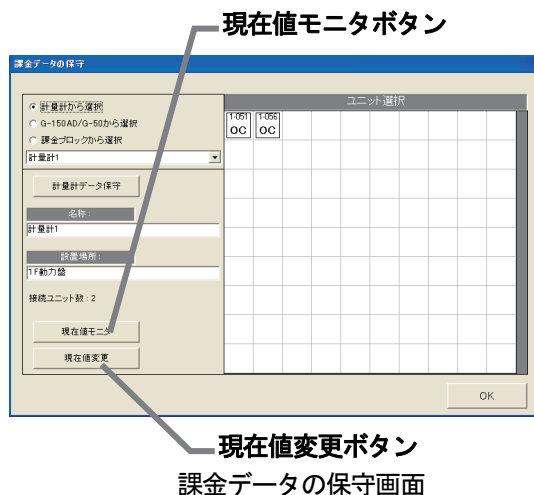 現在値モニタボタン
課金データの保守
計量計から選択
G-150AD/G-50から選択
課金ブロックから選択
計量計1
計量計データ保守
名称:
計量計1
設置場所:
1F動力盤
接続ユニット数:2
現在値モニタ
現在値変更
ユニット選択
1-051 1-056
OC OC
OK
現在値変更ボタン
課金データの保守画面